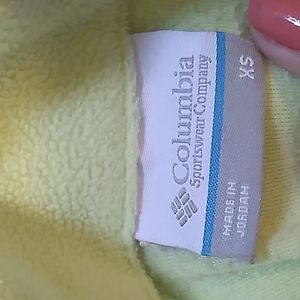 Columbia
Sportswear Company
XS
MADE IN
JORDAN